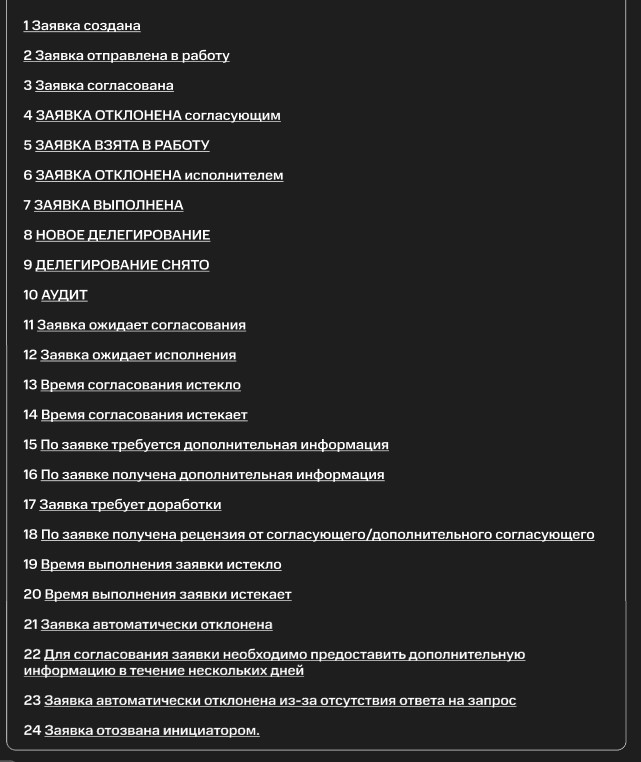 1 Заявка создана
2 Заявка отправлена в работу
3 Заявка согласована
4 ЗАЯВКА ОТКЛОНЕНА согласующим
5 ЗАЯВКА ВЗЯТА В РАБОТУ
6 ЗАЯВКА ОТКЛОНЕНА исполнителем
7 ЗАЯВКА ВЫПОЛНЕНА
8 НОВОЕ ДЕЛЕГИРОВАНИЕ
9 ДЕЛЕГИРОВАНИЕ СНЯТО
10 АУДИТ
11 Заявка ожидает согласования
12 Заявка ожидает исполнения
13 Время согласования истекло
14 Время согласования истекает
15 По заявке требуется дополнительная информация
16 По заявке получена дополнительная информация
17 Заявка требует доработки
18 По заявке получена рецензия от согласующего/дополнительного согласующего
19 Время выполнения заявки истекло
20 Время выполнения заявки истекает
21 Заявка автоматически отклонена
22 Для согласования заявки необходимо предоставить дополнительную
информацию в течение нескольких дней
23 Заявка автоматически отклонена из-за отсутствия ответа на запрос
24 Заявка отозвана инициатором.